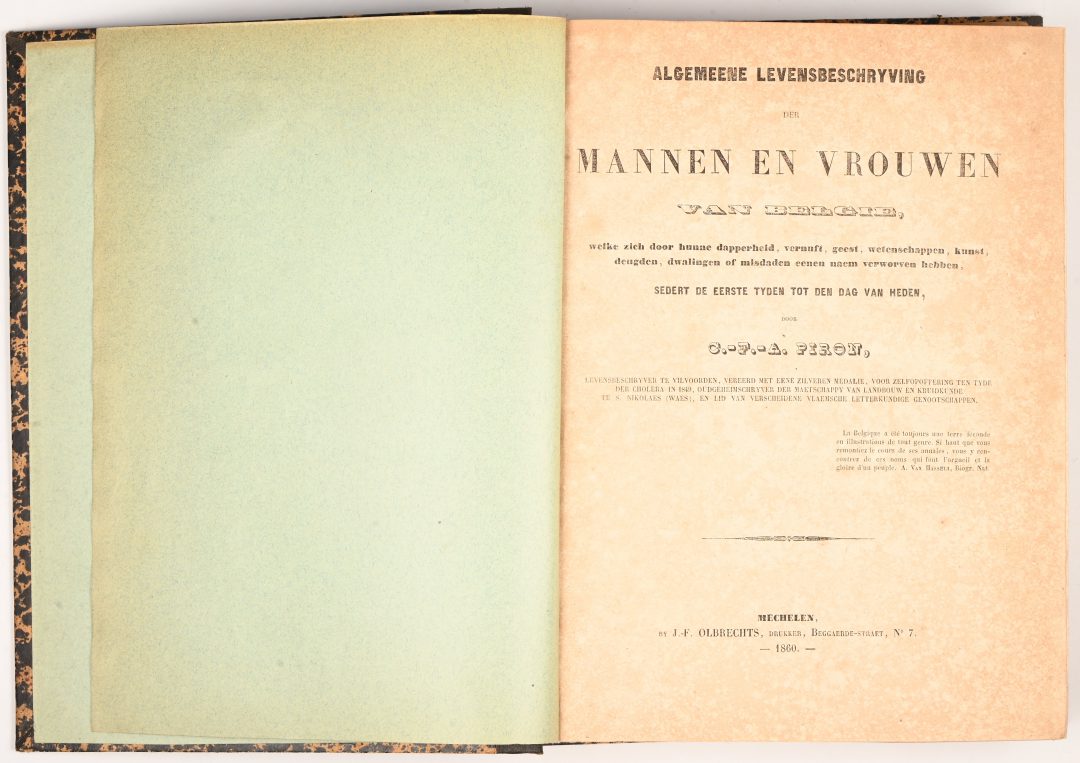 ALGEMEENE LEVENSBESCHRYVING
DER
MANNEN EN VROUWEN
VAN BELGIE,
welke zich door hunne dapperheid, vernuft, geest, wetenschappen, kunst,
deugden, dwalingen of misdaden eenen naem verworven hebben,
SEDERT DE EERSTE TYDEN TOT DEN DAG VAN HEDEN,
DOOR
C.-F.-A. PIRON,
LEVENSBESCHRYVER TE VILVOORDEN, VEREERD MET EENE ZILVEREN MEDALIE, VOOR ZELFOPOFFERING TEN TYDE
DER CHOLERA IN 1849, OUDGEHEIMSCHRYVER DER MAETSCHAPPY VAN LANDBOUW EN KRUIDKUNDE
TE S. NIKOLAES (WAES), EN LID VAN VERSCHEIDENE VLAEMSCHE LETTERKUNDIGE GENOOTSCHAPPEN.
La Belgique a été toujours une terre féconde
en illustrations de tout genre. Si haut que vous
remontiez le cours de ses annales, vous y ren-
contrez de ces noms qui font l'orgueil et la
gloire d'un peuple. A. VAN HASSELT, Biogr. Nat.
MECHELEN,
BY J.-F. OLBRECHTS, DRUKKER, BEGGAERDE-STRAET, Nº 7.
— 1860. —